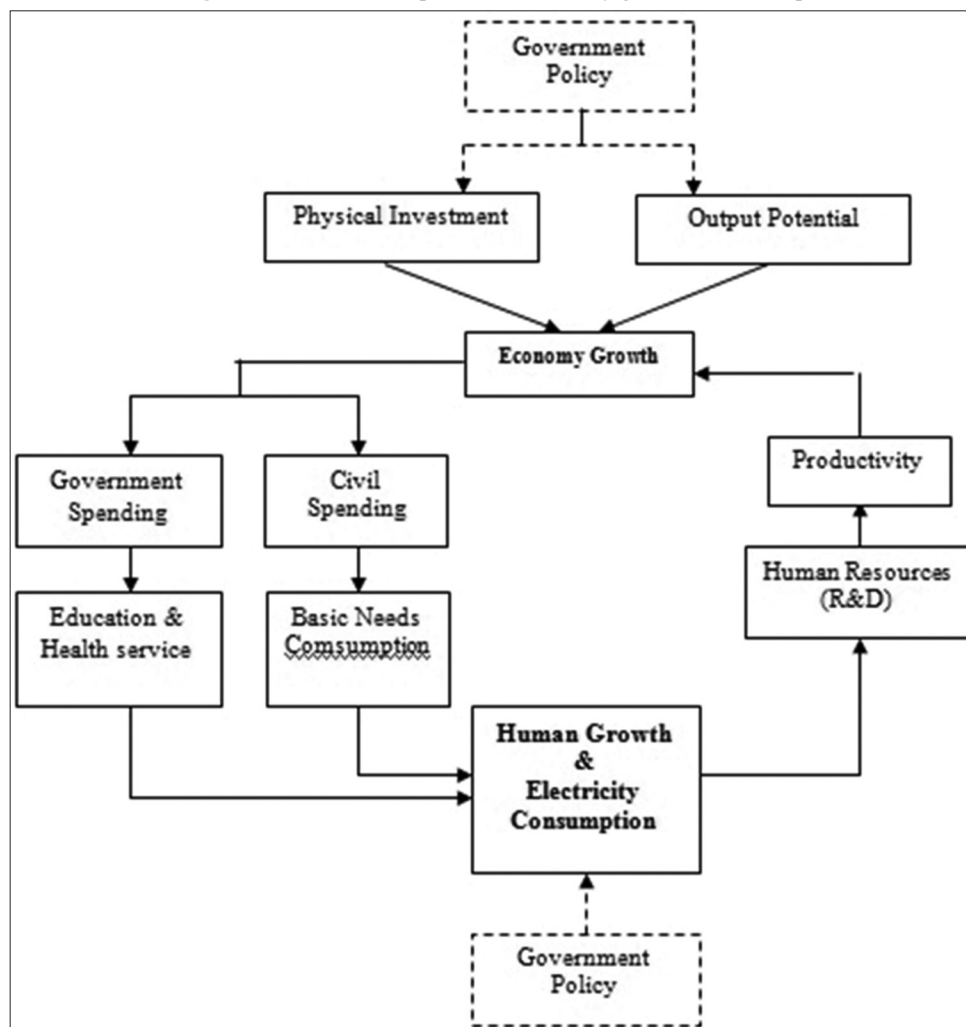 Government
Policy
Physical Investment
Output Potential
Economy Growth
Government
Spending
Civil
Spending
Productivity
Human Resources
(R&D)
Education &
Health service
Basic Needs
Comsumption
Human Growth
&
Electricity
Consumption
Government
Policy